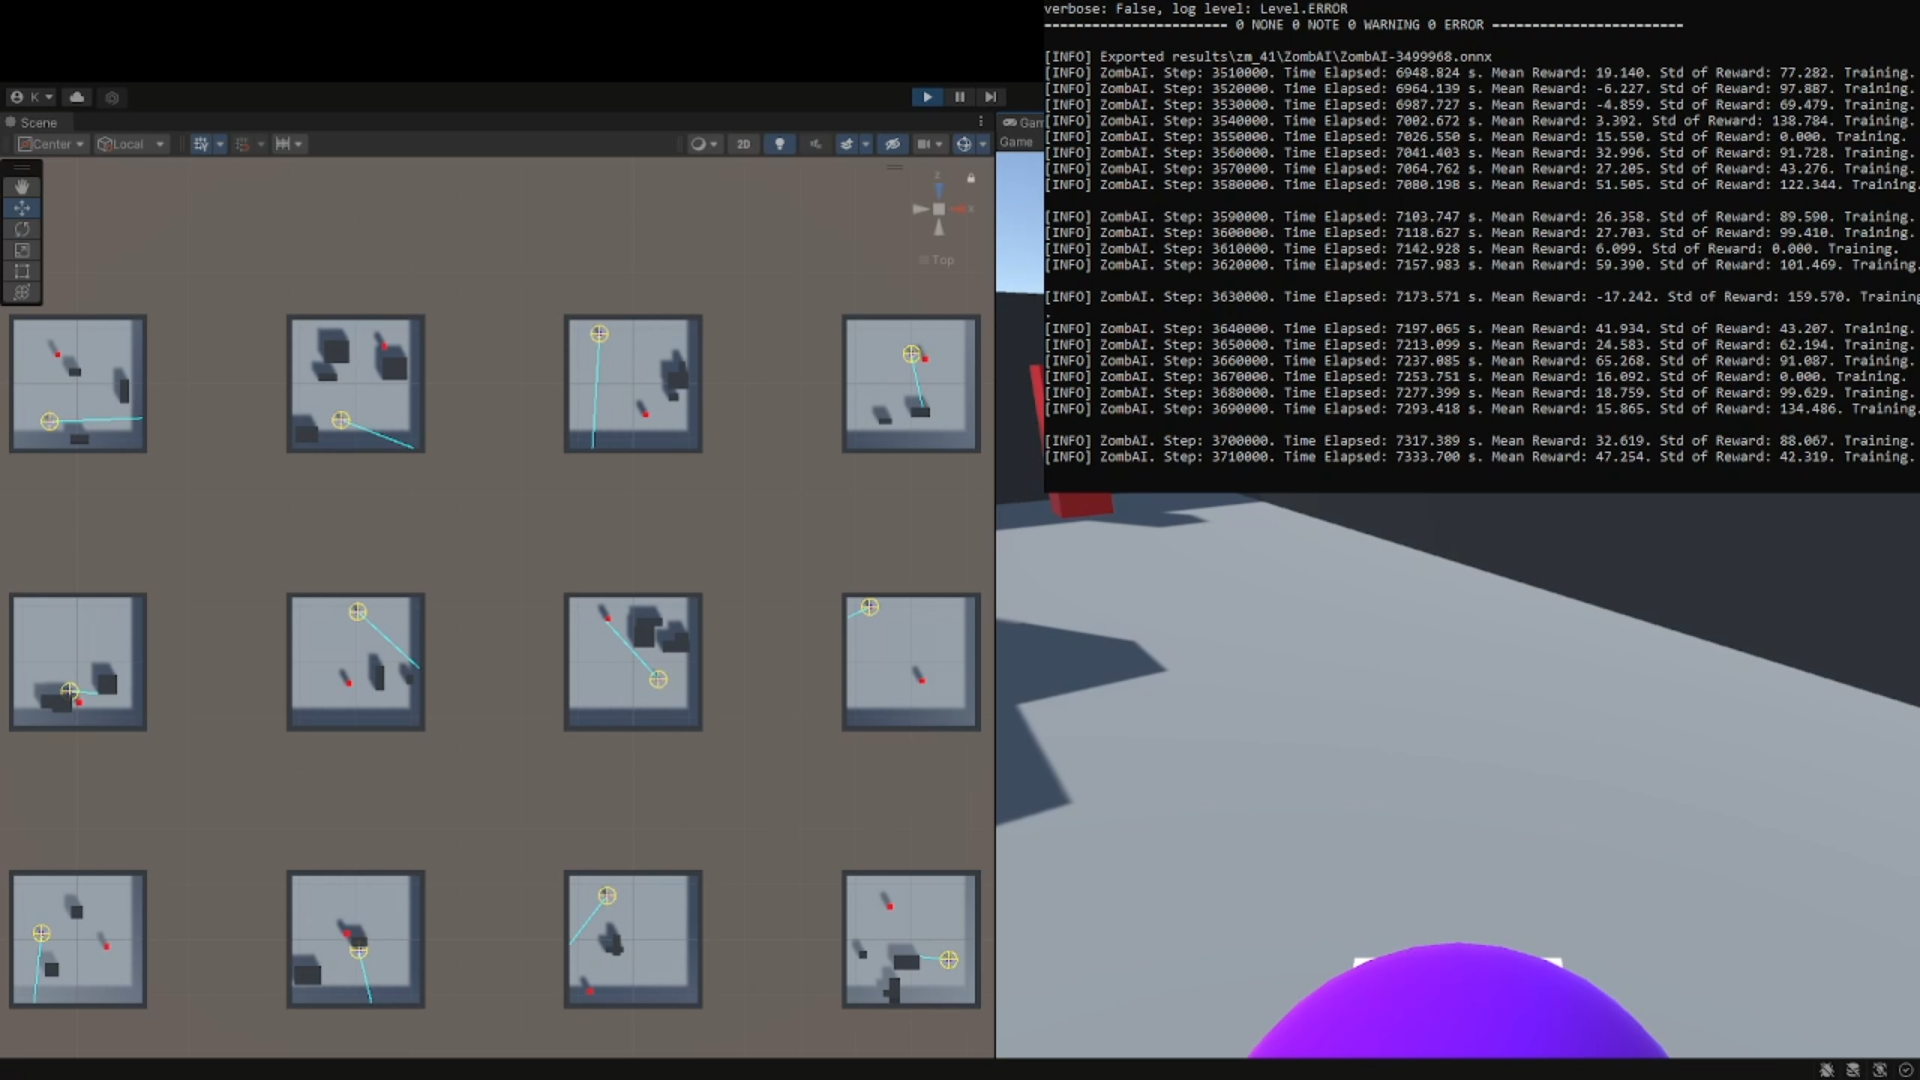 verbose: False, log level: Level.ERROR
======================= 0 NONE 0 NOTE 0 WARNING 0 ERROR ========================
[INFO] Exported results\zm_41\ZombAI\ZombAI-3499968.onnx
[INFO] ZombAI. Step: 3510000. Time Elapsed: 6948.824 s. Mean Reward: 19.140. Std of Reward: 77.282. Training.
[INFO] ZombAI. Step: 3520000. Time Elapsed: 6964.139 s. Mean Reward: -6.227. Std of Reward: 97.887. Training.
[INFO] ZombAI. Step: 3530000. Time Elapsed: 6987.727 s. Mean Reward: -4.859. Std of Reward: 69.479. Training.
[INFO] ZombAI. Step: 3540000. Time Elapsed: 7002.672 s. Mean Reward: 3.392. Std of Reward: 138.784. Training.
[INFO] ZombAI. Step: 3550000. Time Elapsed: 7026.550 s. Mean Reward: 15.550. Std of Reward: 0.000. Training.
[INFO] ZombAI. Step: 3560000. Time Elapsed: 7041.403 s. Mean Reward: 32.996. Std of Reward: 91.728. Training.
[INFO] ZombAI. Step: 3570000. Time Elapsed: 7064.762 s. Mean Reward: 27.205. Std of Reward: 43.276. Training.
[INFO] ZombAI. Step: 3580000. Time Elapsed: 7080.198 s. Mean Reward: 51.505. Std of Reward: 122.344. Training.
[INFO] ZombAI. Step: 3590000. Time Elapsed: 7103.747 s. Mean Reward: 26.358. Std of Reward: 89.590. Training.
[INFO] ZombAI. Step: 3600000. Time Elapsed: 7118.627 s. Mean Reward: 27.703. Std of Reward: 99.410. Training.
[INFO] ZombAI. Step: 3610000. Time Elapsed: 7142.928 s. Mean Reward: 6.099. Std of Reward: 0.000. Training.
[INFO] ZombAI. Step: 3620000. Time Elapsed: 7157.983 s. Mean Reward: 59.390. Std of Reward: 101.469. Training.
[INFO] ZombAI. Step: 3630000. Time Elapsed: 7173.571 s. Mean Reward: -17.242. Std of Reward: 159.570. Training
.
[INFO] ZombAI. Step: 3640000. Time Elapsed: 7197.065 s. Mean Reward: 41.934. Std of Reward: 43.207. Training.
[INFO] ZombAI. Step: 3650000. Time Elapsed: 7213.099 s. Mean Reward: 24.583. Std of Reward: 62.194. Training.
[INFO] ZombAI. Step: 3660000. Time Elapsed: 7237.085 s. Mean Reward: 65.268. Std of Reward: 91.087. Training.
[INFO] ZombAI. Step: 3670000. Time Elapsed: 7253.751 s. Mean Reward: 16.092. Std of Reward: 0.000. Training.
[INFO] ZombAI. Step: 3680000. Time Elapsed: 7277.399 s. Mean Reward: 18.759. Std of Reward: 99.629. Training.
[INFO] ZombAI. Step: 3690000. Time Elapsed: 7293.418 s. Mean Reward: 15.865. Std of Reward: 134.486. Training.
[INFO] ZombAI. Step: 3700000. Time Elapsed: 7317.389 s. Mean Reward: 32.619. Std of Reward: 88.067. Training.
[INFO] ZombAI. Step: 3710000. Time Elapsed: 7333.700 s. Mean Reward: 47.254. Std of Reward: 42.319. Training.
K
Scene
Center Local 2D
Game
z
x
Top